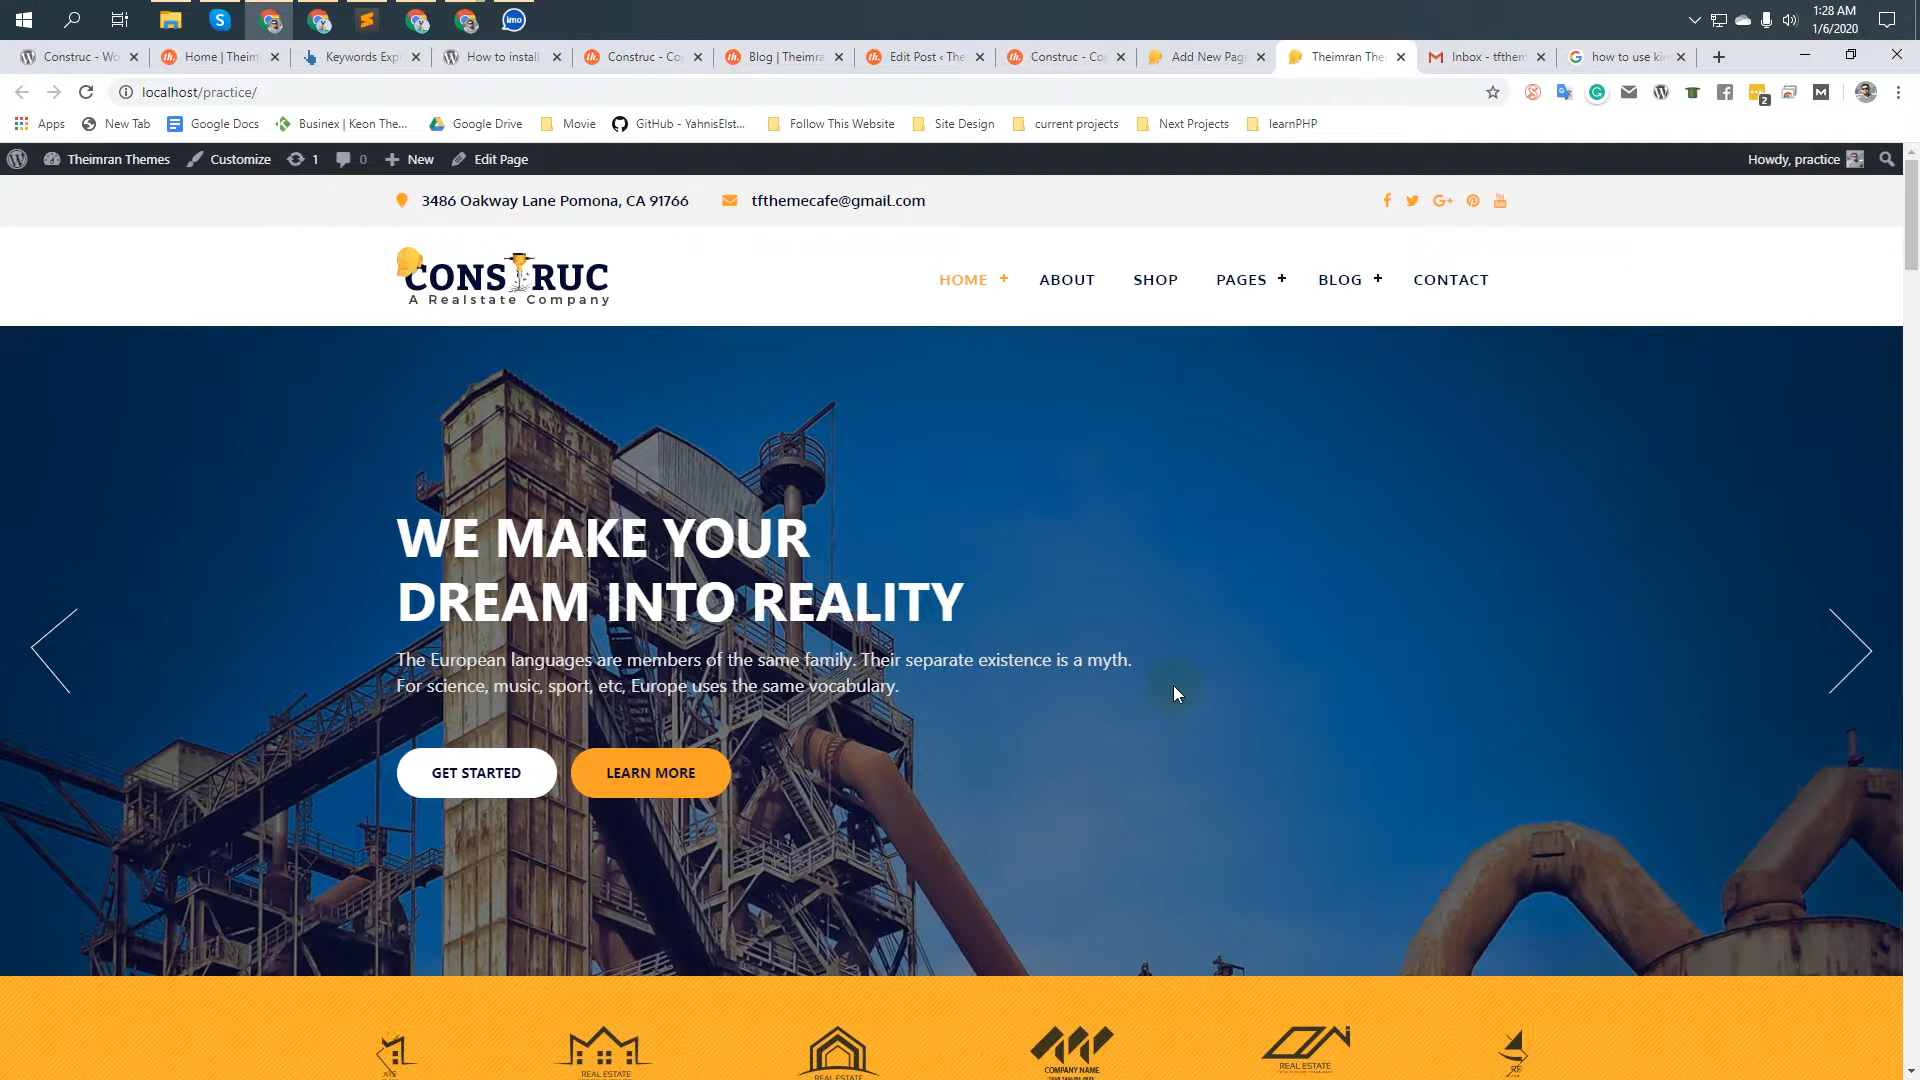 imo
1:28 AM
1/6/2020
Construc - Wo
Home | Theim
Keywords Expl
How to install
Construc - Co
Blog | Theimra
Edit Post ‹ The
Construc - Co
Add New Page
Theimran The
Inbox - tfthem
how to use kin
localhost/practice/
2
Apps
New Tab
Google Docs
Businex | Keon The...
Google Drive
Movie
GitHub - YahnisElst...
Follow This Website
Site Design
current projects
Next Projects
learnPHP
Theimran Themes
Customize
1
0
New
Edit Page
Howdy, practice
3486 Oakway Lane Pomona, CA 91766
tfthemecafe@gmail.com
CONSTRUC
A Realstate Company
HOME +
ABOUT
SHOP
PAGES +
BLOG +
CONTACT
WE MAKE YOUR
DREAM INTO REALITY
The European languages are members of the same family. Their separate existence is a myth.
For science, music, sport, etc, Europe uses the same vocabulary.
GET STARTED
LEARN MORE
REAL ESTATE
REAL ESTATE
COMPANY NAME
REAL ESTATE